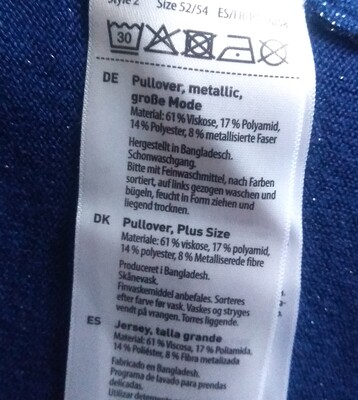 Style 2 Size 52/54
30
DE Pullover, metallic,
große Mode
Material: 61 % Viskose, 17 % Polyamid,
14 % Polyester, 8 % metallisierte Faser
Hergestellt in Bangladesch.
Schonwaschgang.
Bitte mit Feinwaschmittel, nach Farben
sortiert, auf links gezogen waschen und
bügeln, feucht in Form ziehen und
liegend trocknen.
DK Pullover, Plus Size
Materiale: 61 % viskose, 17 % polyamid,
14 % polyester, 8 % Metalliserede fibre
Produceret i Bangladesh.
Skånevask.
Finvaskemiddel anbefales. Sorteres
efter farve før vask. Vaskes og stryges
vendt på vrangen. Torres liggende.
ES Jersey, talla grande
Material: 61 % Viscosa, 17 % Poliamida,
14 % Poliéster, 8 % Fibra metalizada
Fabricado en Bangladesh.
Programa de lavado para prendas
delicadas.
Utilizar